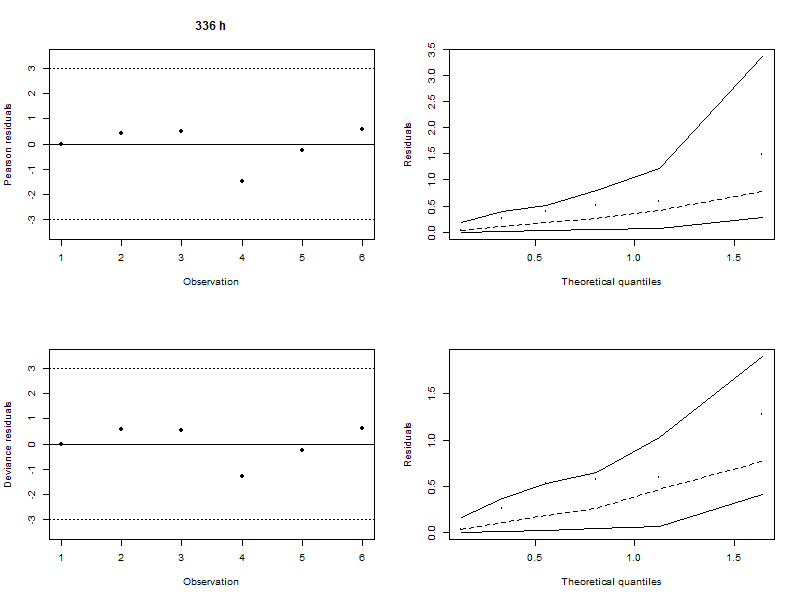 336 h
3
2
1
0
-1
-2
-3
Pearson residuals
1 2 3 4 5 6
Observation
3.5
3.0
2.5
2.0
1.5
1.0
0.5
0.0
Residuals
0.5 1.0 1.5
Theoretical quantiles
3
2
1
0
-1
-2
-3
Deviance residuals
1 2 3 4 5 6
Observation
1.5
1.0
0.5
0.0
Residuals
0.5 1.0 1.5
Theoretical quantiles